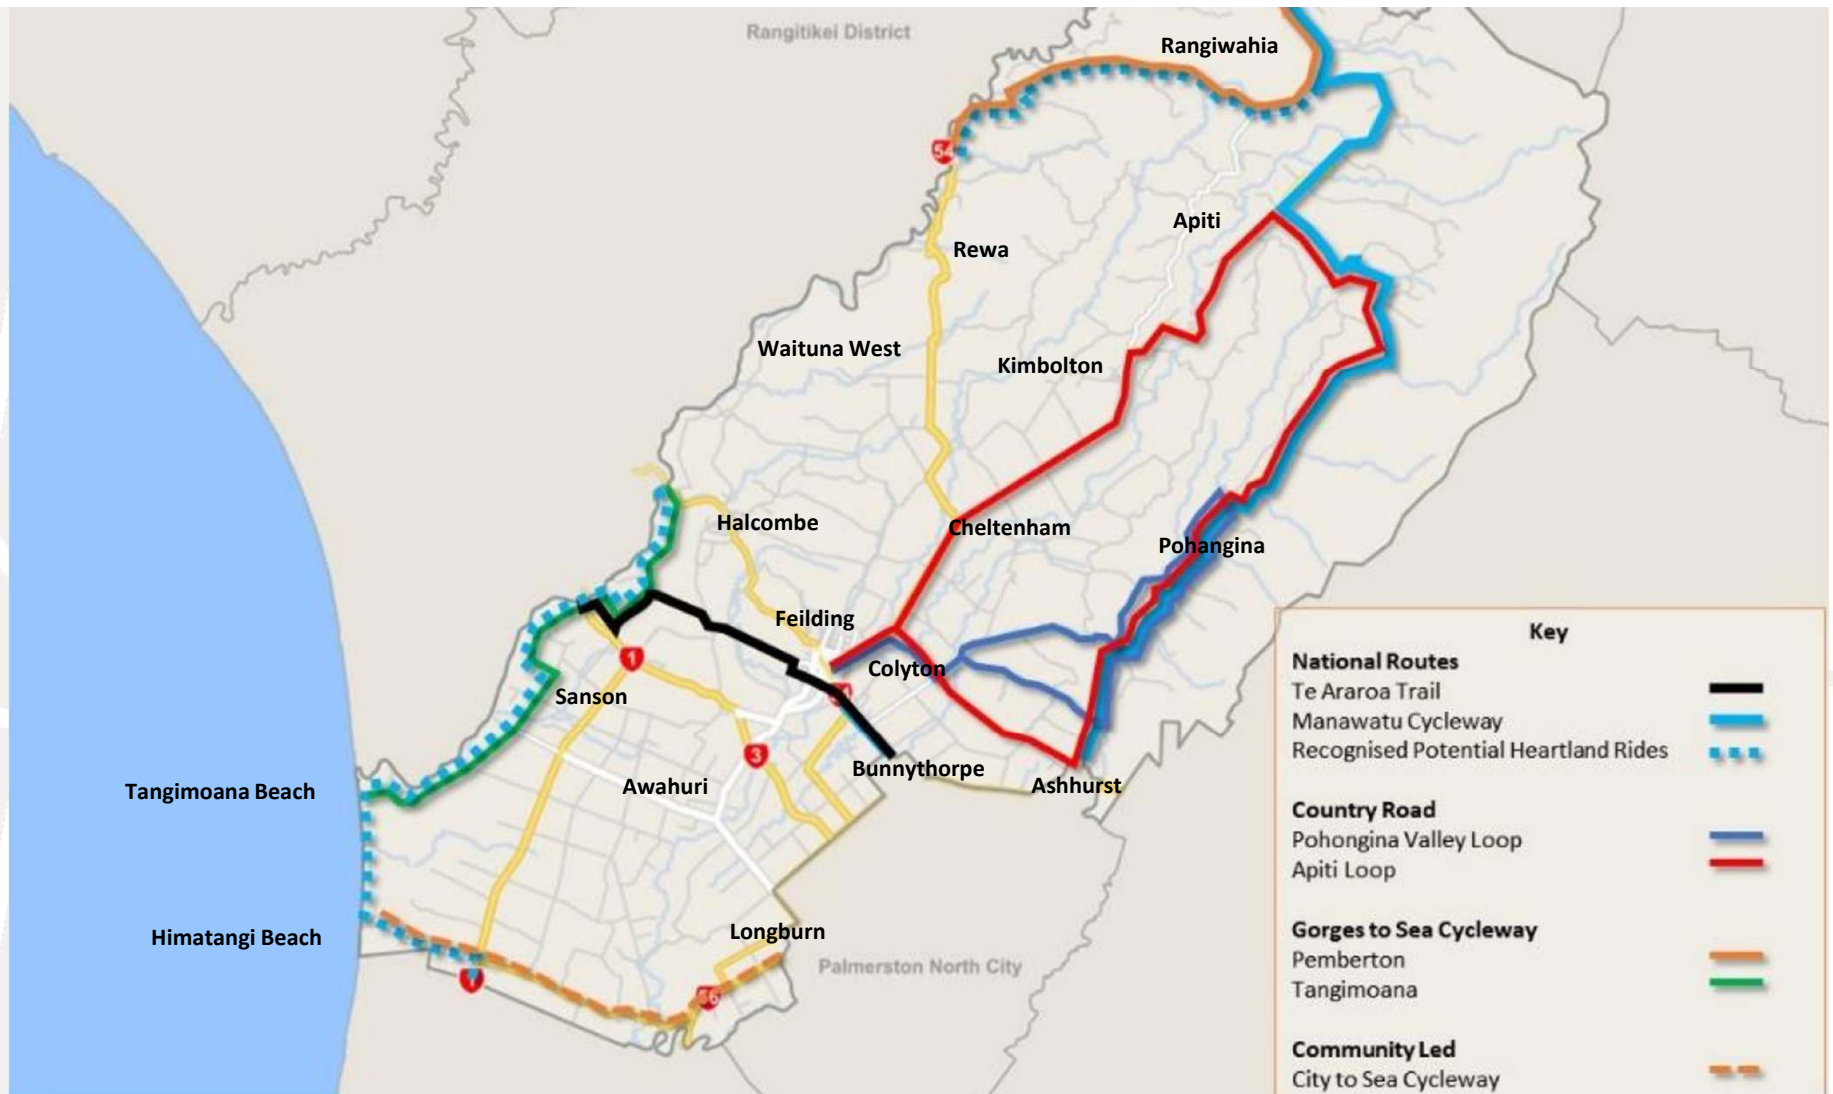 Rangitikei District
Rangiwahia
54
Apiti
Rewa
Waituna West
Kimbolton
Halcombe
Cheltenham
Pohangina
Feilding
1
Colyton
Sanson
3
Bunnythorpe
Awahuri
Ashhurst
Tangimoana Beach
Himatangi Beach
Longburn
Palmerston North City
1
56
Key
National Routes
Te Araroa Trail
Manawatu Cycleway
Recognised Potential Heartland Rides
Country Road
Pohongina Valley Loop
Apiti Loop
Gorges to Sea Cycleway
Pemberton
Tangimoana
Community Led
City to Sea Cycleway